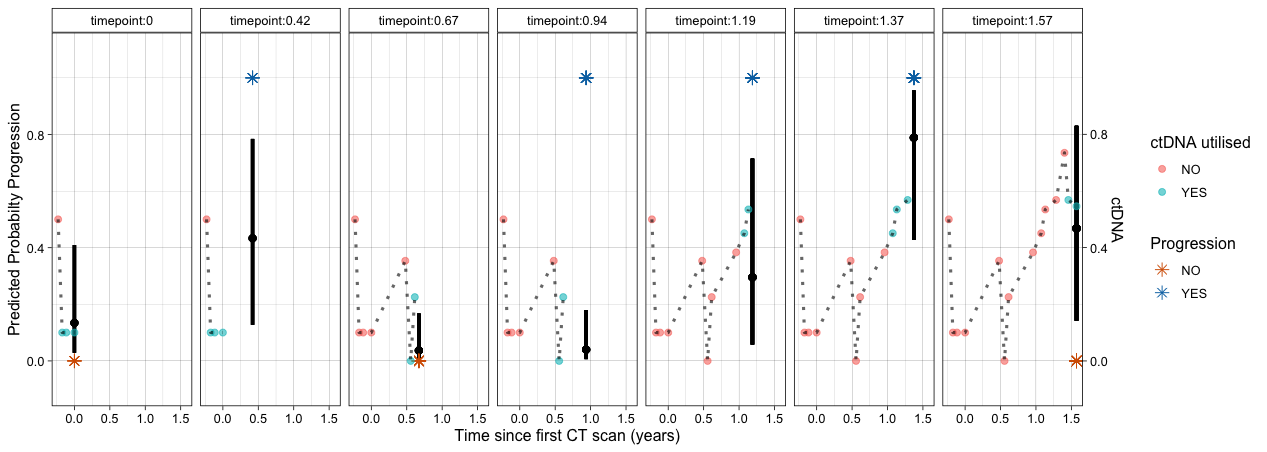 timepoint:0 timepoint:0.42 timepoint:0.67 timepoint:0.94 timepoint:1.19 timepoint:1.37 timepoint:1.57
Predicted Probabilty Progression
0.8
0.4
0.0
0.8
0.4
0.0
ctDNA
ctDNA utilised
NO
YES
Progression
NO
YES
0.0 0.5 1.0 1.5 0.0 0.5 1.0 1.5 0.0 0.5 1.0 1.5 0.0 0.5 1.0 1.5 0.0 0.5 1.0 1.5 0.0 0.5 1.0 1.5 0.0 0.5 1.0 1.5
Time since first CT scan (years)